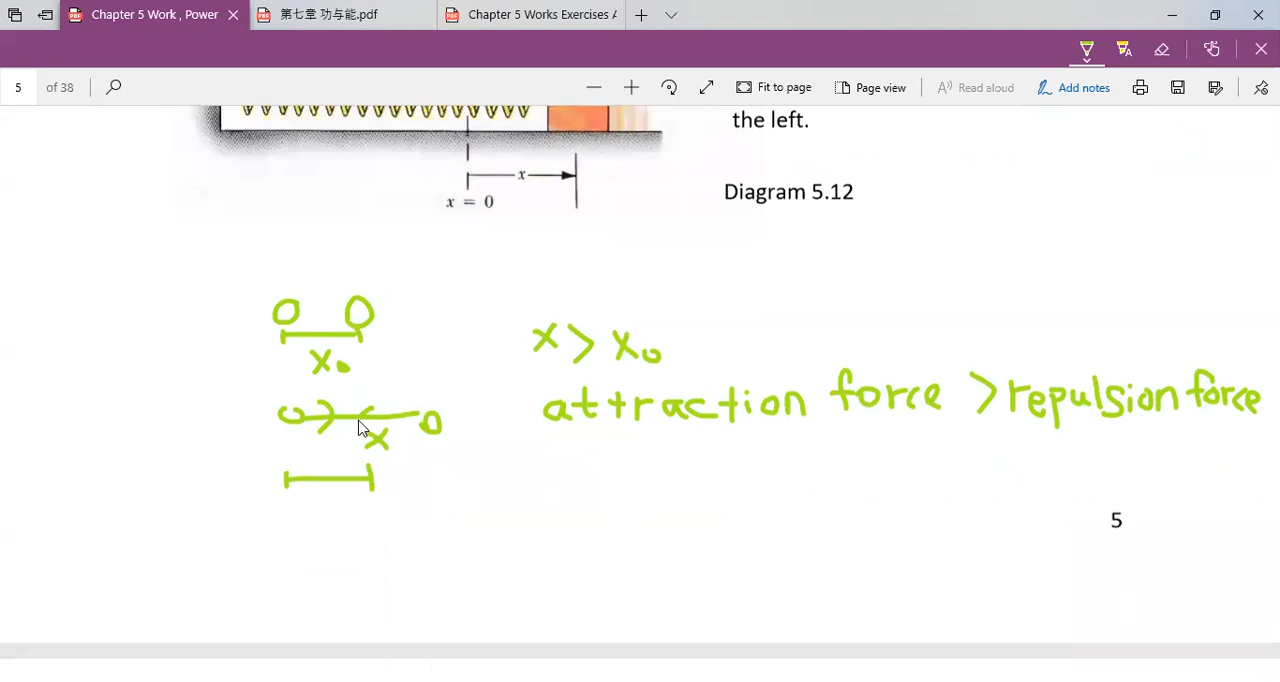 Chapter 5 Work , Power
第七章 功与能.pdf
Chapter 5 Works Exercises A
5 of 38
Fit to page
Page view
Read aloud
Add notes
the left.
x
x = 0
Diagram 5.12
x₀
x > x₀
attraction force > repulsion force
x
5